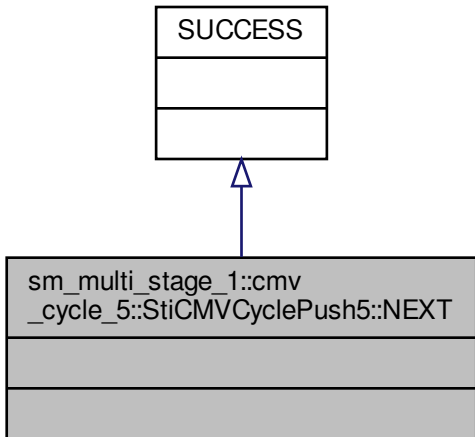 SUCCESS
sm_multi_stage_1::cmv
_cycle_5::StiCMVCyclePush5::NEXT